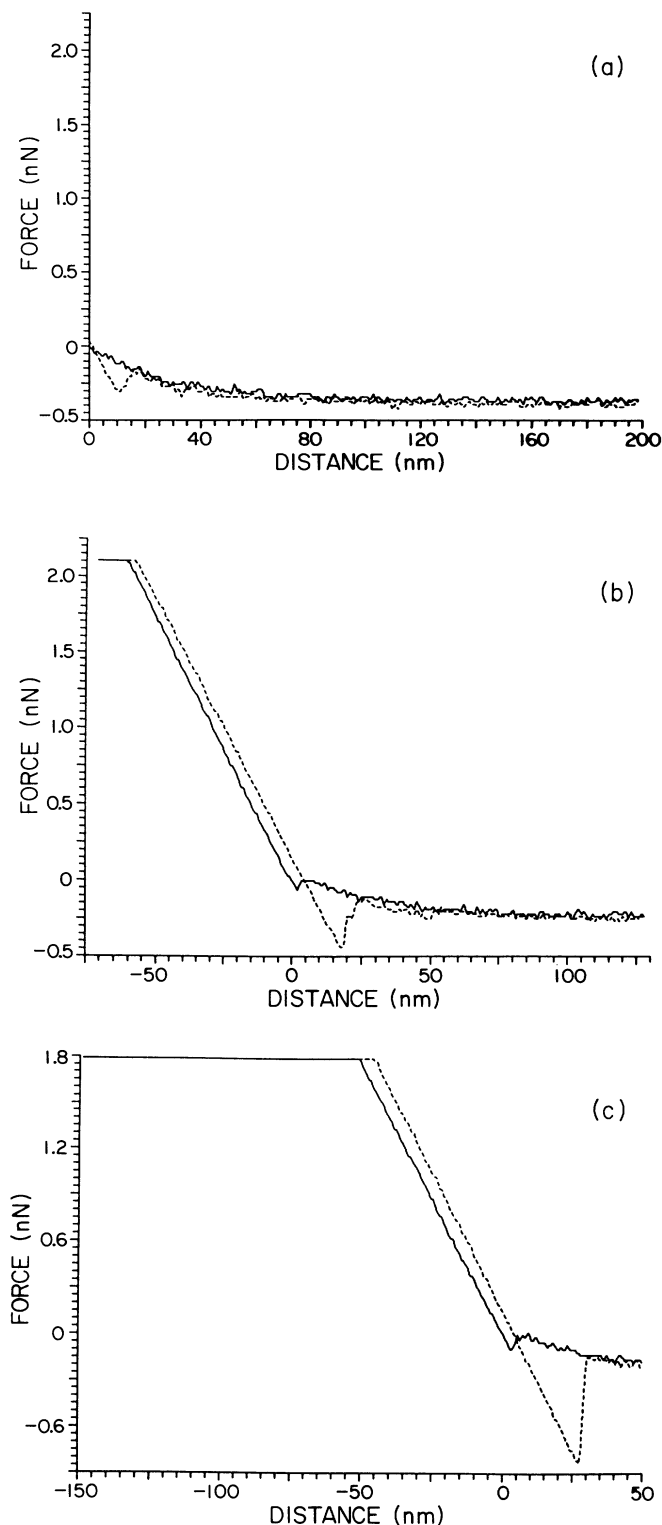 (a)
FORCE (nN)
2.0
1.5
1.0
0.5
0
-0.5
0 40 80 120 160 200
DISTANCE (nm)
(b)
FORCE (nN)
2.0
1.5
1.0
0.5
0
-0.5
-50 0 50 100
DISTANCE (nm)
(c)
FORCE (nN)
1.8
1.2
0.6
0
-0.6
-150 -100 -50 0 50
DISTANCE (nm)